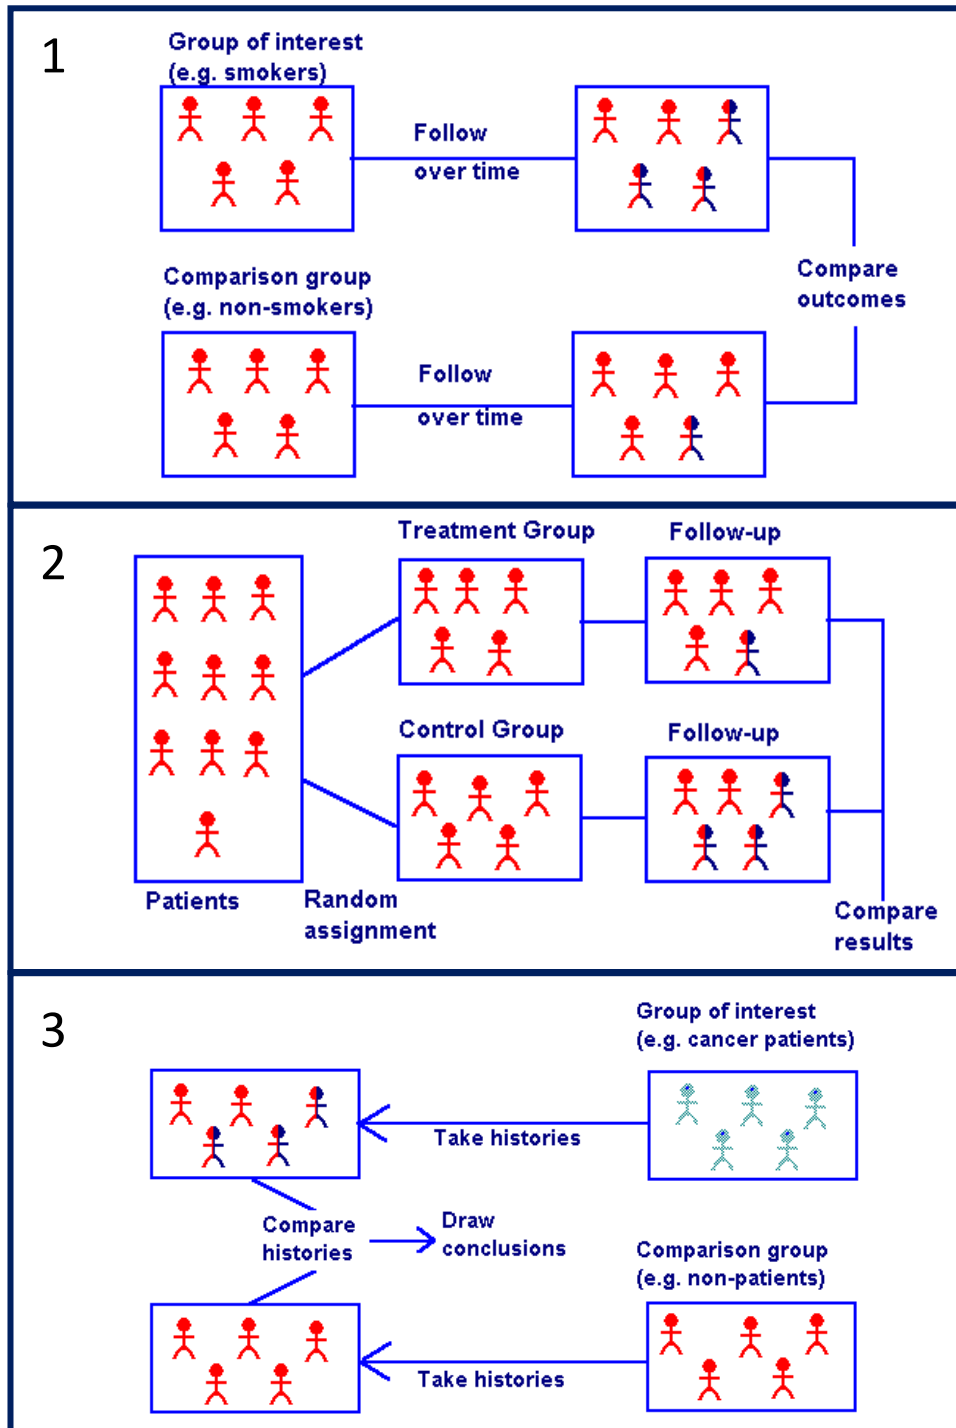 1
Group of interest
(e.g. smokers)
Follow
over time
Compare
outcomes
Comparison group
(e.g. non-smokers)
Follow
over time
2
Treatment Group
Follow-up
Control Group
Follow-up
Patients
Random
assignment
Compare
results
3
Group of interest
(e.g. cancer patients)
Take histories
Compare
histories
Draw
conclusions
Comparison group
(e.g. non-patients)
Take histories